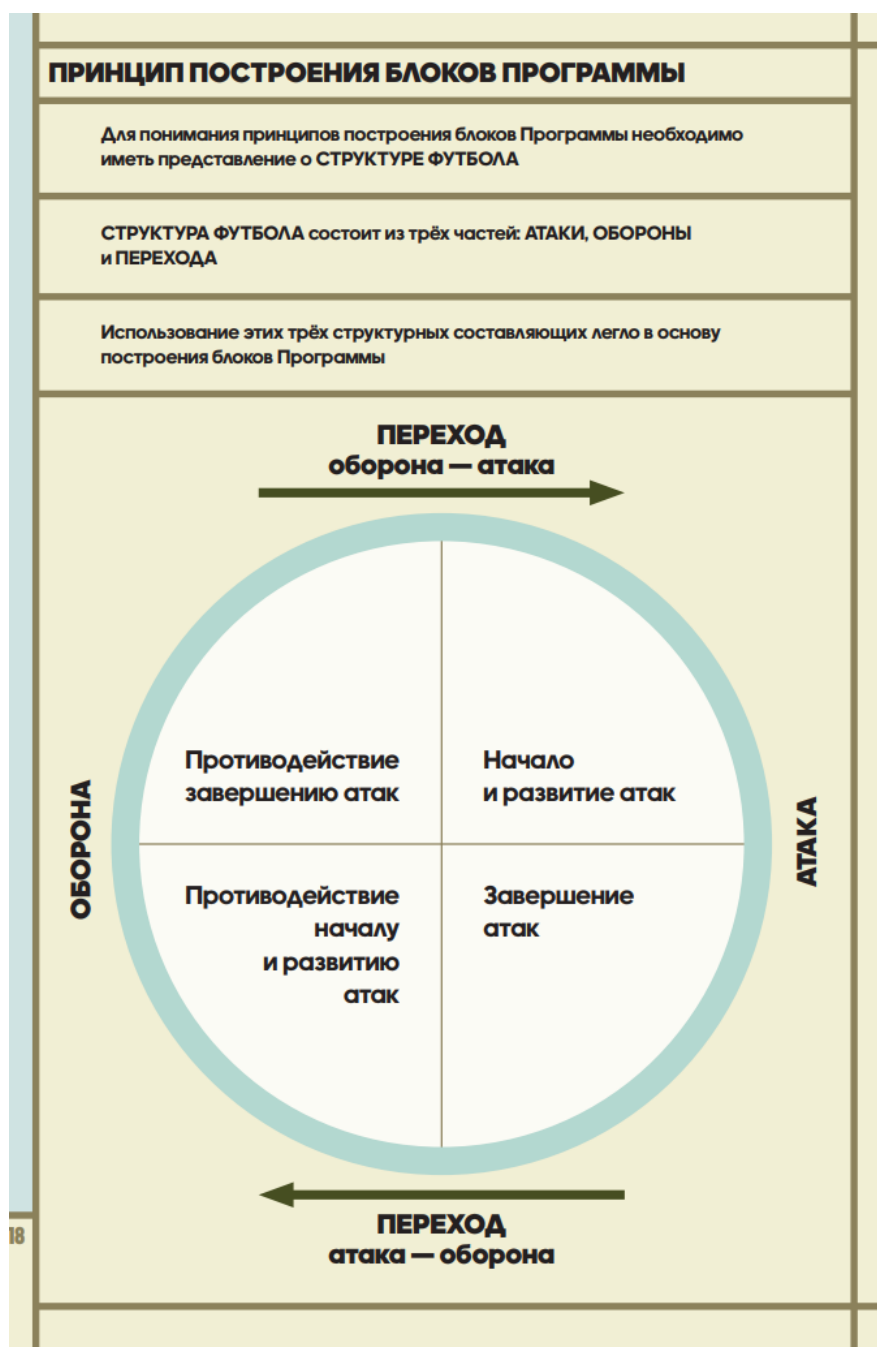 ПРИНЦИП ПОСТРОЕНИЯ БЛОКОВ ПРОГРАММЫ
Для понимания принципов построения блоков Программы необходимо
иметь представление о СТРУКТУРЕ ФУТБОЛА
СТРУКТУРА ФУТБОЛА состоит из трёх частей: АТАКИ, ОБОРОНЫ
и ПЕРЕХОДА
Использование этих трёх структурных составляющих легло в основу
построения блоков Программы
ПЕРЕХОД
оборона — атака
ОБОРОНА
Противодействие
завершению атак
Начало
и развитие атак
Противодействие
началу
и развитию
атак
Завершение
атак
АТАКА
ПЕРЕХОД
атака — оборона
18